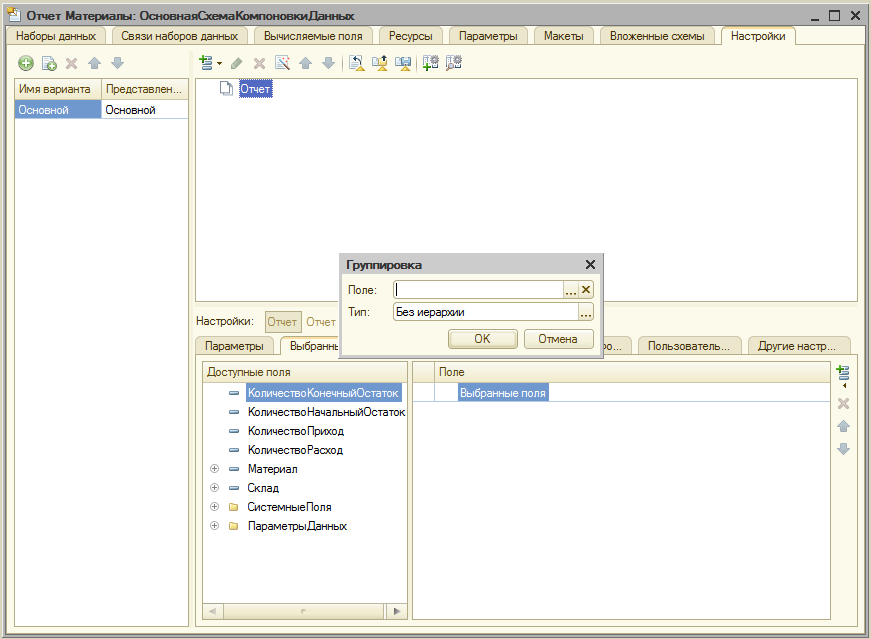 Отчет Материалы: ОсновнаяСхемаКомпоновкиДанных
Наборы данных
Связи наборов данных
Вычисляемые поля
Ресурсы
Параметры
Макеты
Вложенные схемы
Настройки
Имя варианта
Представлен...
Основной
Основной
Отчет
Группировка
Поле:
Тип:
Без иерархии
OK
Отмена
Настройки:
Отчет
Отчет
Параметры
Выбранн
ро...
Пользователь...
Другие настр...
Доступные поля
КоличествоКонечныйОстаток
КоличествоНачальныйОстаток
КоличествоПриход
КоличествоРасход
Материал
Склад
СистемныеПоля
ПараметрыДанных
Поле
Выбранные поля